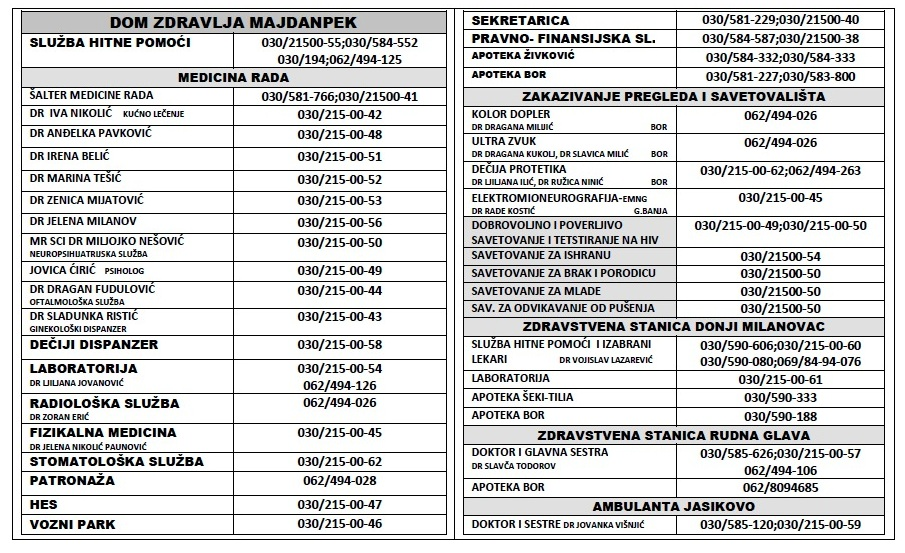 DOM ZDRAVLJA MAJDANPEK
SLUŽBA HITNE POMOĆI 030/21500-55;030/584-552
030/194;062/494-125
MEDICINA RADA
ŠALTER MEDICINE RADA 030/581-766;030/21500-41
DR IVA NIKOLIĆ KUĆNO LEČENJE 030/215-00-42
DR ANĐELKA PAVKOVIĆ 030/215-00-48
DR IRENA BELIĆ 030/215-00-51
DR MARINA TEŠIĆ 030/215-00-52
DR ZENICA MIJATOVIĆ 030/215-00-53
DR JELENA MILANOV 030/215-00-56
MR SCI DR MILJOJKO NEŠOVIĆ 030/215-00-50
NEUROPSIHIJATRIJSKA SLUŽBA
JOVICA ĆIRIĆ PSIHOLOG 030/215-00-49
DR DRAGAN FUDULOVIĆ 030/215-00-44
OFTALMOLOŠKA SLUŽBA
DR SLADUNKA RISTIĆ 030/215-00-43
GINEKOLOŠKI DISPANZER
DEČIJI DISPANZER 030/215-00-58
LABORATORIJA 030/215-00-54
DR LJILJANA JOVANOVIĆ 062/494-126
RADIOLOŠKA SLUŽBA 062/494-026
DR ZORAN ERIĆ
FIZIKALNA MEDICINA 030/215-00-45
DR JELENA NIKOLIĆ PAUNOVIĆ
STOMATOLOŠKA SLUŽBA 030/215-00-62
PATRONAŽA 062/494-028
HES 030/215-00-47
VOZNI PARK 030/215-00-46
SEKRETARICA 030/581-229;030/21500-40
PRAVNO- FINANSIJSKA SL. 030/584-587;030/21500-38
APOTEKA ŽIVKOVIĆ 030/584-332;030/584-333
APOTEKA BOR 030/581-227;030/583-800
ZAKAZIVANJE PREGLEDA I SAVETOVALIŠTA
KOLOR DOPLER 062/494-026
DR DRAGANA MILIJIĆ BOR
ULTRA ZVUK 062/494-026
DR DRAGANA KUKOLJ, DR SLAVICA MILIĆ BOR
DEČIJA PROTETIKA 030/215-00-62;062/494-263
DR LJILJANA ILIĆ, DR RUŽICA NINIĆ BOR
ELEKTROMIONEUROGRAFIJA-EMNG 030/215-00-45
DR RADE KOSTIĆ G.BANJA
DOBROVOLJNO I POVERLJIVO 030/215-00-49;030/215-00-50
SAVETOVANJE I TETSTIRANJE NA HIV
SAVETOVANJE ZA ISHRANU 030/21500-54
SAVETOVANJE ZA BRAK I PORODICU 030/21500-50
SAVETOVANJE ZA MLADE 030/21500-50
SAV. ZA ODVIKAVANJE OD PUŠENJA 030/21500-50
ZDRAVSTVENA STANICA DONJI MILANOVAC
SLUŽBA HITNE POMOĆI I IZABRANI 030/590-606;030/215-00-60
LEKARI DR VOJISLAV LAZAREVIĆ 030/590-080;069/84-94-076
LABORATORIJA 030/215-00-61
APOTEKA ŠEKI-TILIA 030/590-333
APOTEKA BOR 030/590-188
ZDRAVSTVENA STANICA RUDNA GLAVA
DOKTOR I GLAVNA SESTRA 030/585-626;030/215-00-57
DR SLAVČA TODOROV 062/494-106
APOTEKA BOR 062/8094685
AMBULANTA JASIKOVO
DOKTOR I SESTRE DR JOVANKA VIŠNJIĆ 030/585-120;030/215-00-59